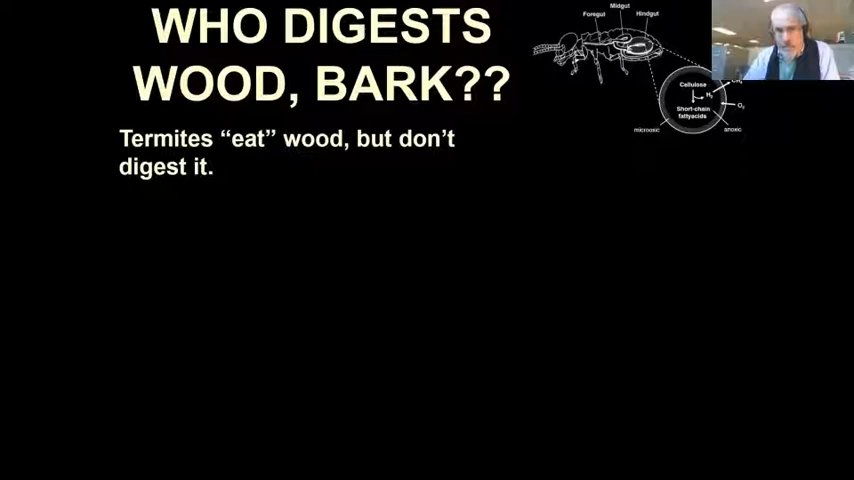 WHO DIGESTS
WOOD, BARK??
Termites “eat” wood, but don’t
digest it.
Midgut
Foregut
Hindgut
Cellulose
H₂
Short-chain
fattyacids
O₂
microoxic
anoxic